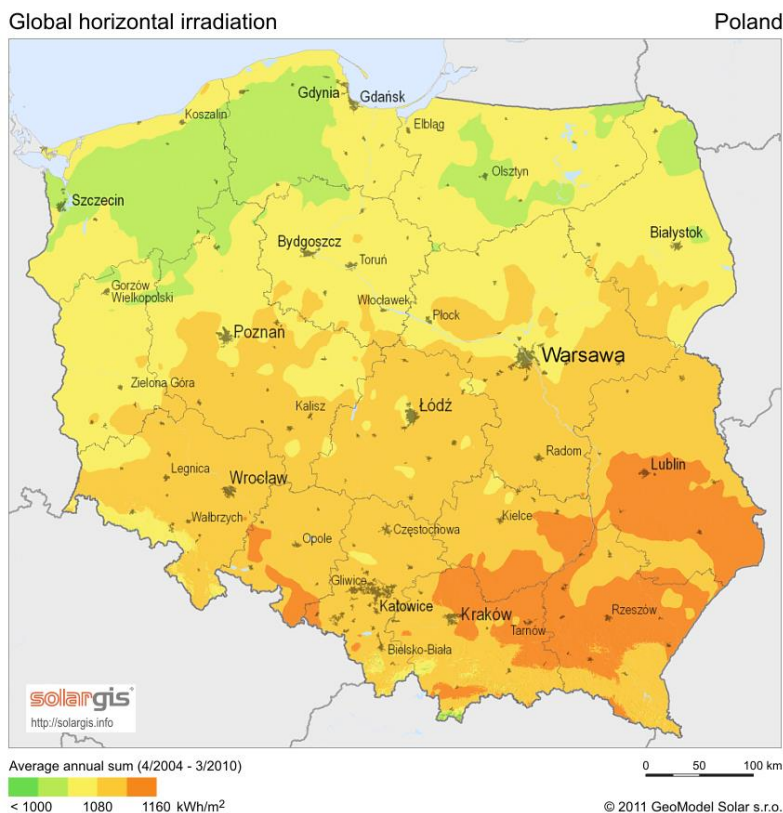 Global horizontal irradiation Poland
Gdynia
Gdańsk
Koszalin
Elbląg
Olsztyn
Szczecin
Białystok
Bydgoszcz
Toruń
Gorzów
Wielkopolski
Włocławek
Płock
Poznań
Warsawa
Zielona Góra
Kalisz
Łódź
Radom
Legnica
Wrocław
Lublin
Wałbrzych
Opole
Częstochowa
Kielce
Gliwice
Katowice
Kraków
Tarnów
Rzeszów
Bielsko-Biała
solargis
http://solargis.info
Average annual sum (4/2004 - 3/2010)
0 50 100 km
< 1000 1080 1160 kWh/m²
© 2011 GeoModel Solar s.r.o.